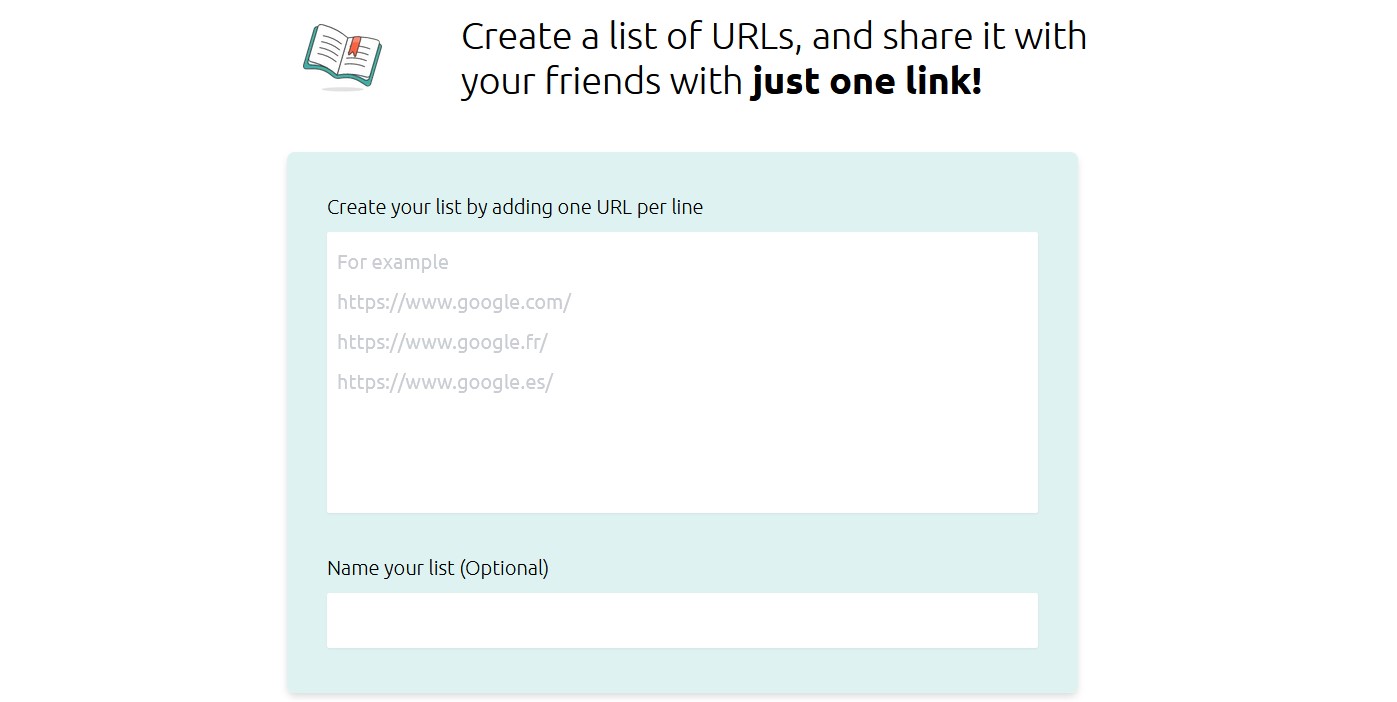 Create a list of URLs, and share it with
your friends with just one link!
Create your list by adding one URL per line
For example
https://www.google.com/
https://www.google.fr/
https://www.google.es/
Name your list (Optional)